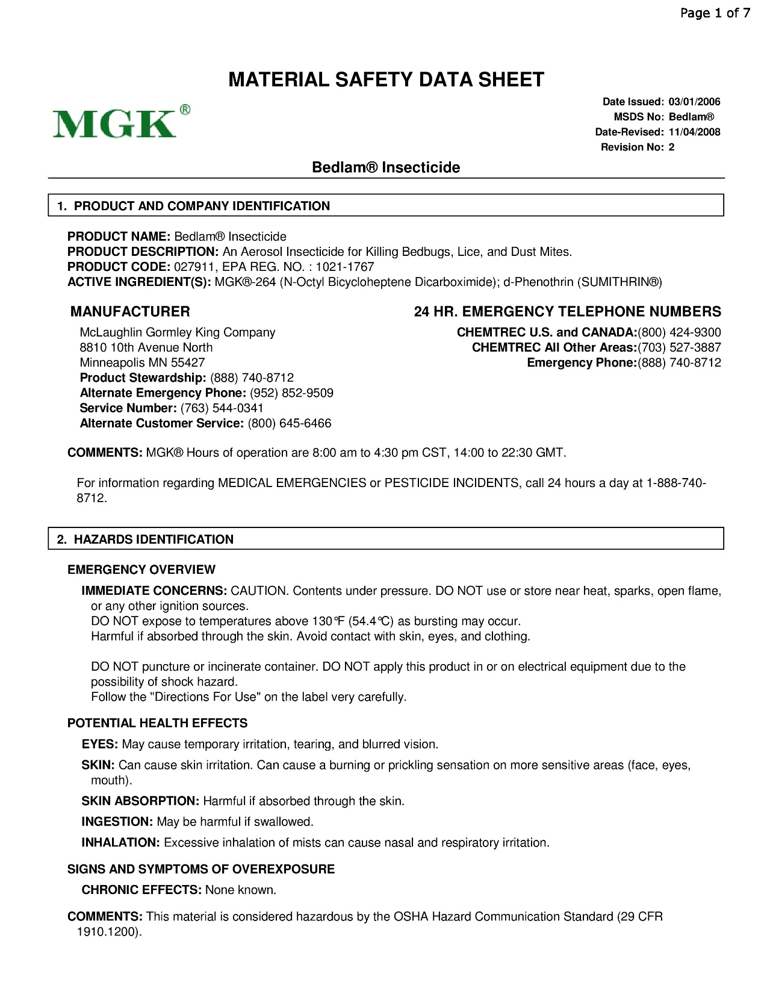 Page 1 of 7
MATERIAL SAFETY DATA SHEET
MGK®
Date Issued: 03/01/2006
MSDS No: Bedlam®
Date-Revised: 11/04/2008
Revision No: 2
Bedlam® Insecticide
1. PRODUCT AND COMPANY IDENTIFICATION
PRODUCT NAME: Bedlam® Insecticide
PRODUCT DESCRIPTION: An Aerosol Insecticide for Killing Bedbugs, Lice, and Dust Mites.
PRODUCT CODE: 027911, EPA REG. NO. : 1021-1767
ACTIVE INGREDIENT(S): MGK®-264 (N-Octyl Bicycloheptene Dicarboximide); d-Phenothrin (SUMITHRIN®)
MANUFACTURER
McLaughlin Gormley King Company
8810 10th Avenue North
Minneapolis MN 55427
Product Stewardship: (888) 740-8712
Alternate Emergency Phone: (952) 852-9509
Service Number: (763) 544-0341
Alternate Customer Service: (800) 645-6466
24 HR. EMERGENCY TELEPHONE NUMBERS
CHEMTREC U.S. and CANADA:(800) 424-9300
CHEMTREC All Other Areas:(703) 527-3887
Emergency Phone:(888) 740-8712
COMMENTS: MGK® Hours of operation are 8:00 am to 4:30 pm CST, 14:00 to 22:30 GMT.
For information regarding MEDICAL EMERGENCIES or PESTICIDE INCIDENTS, call 24 hours a day at 1-888-740-
8712.
2. HAZARDS IDENTIFICATION
EMERGENCY OVERVIEW
IMMEDIATE CONCERNS: CAUTION. Contents under pressure. DO NOT use or store near heat, sparks, open flame,
or any other ignition sources.
DO NOT expose to temperatures above 130°F (54.4°C) as bursting may occur.
Harmful if absorbed through the skin. Avoid contact with skin, eyes, and clothing.
DO NOT puncture or incinerate container. DO NOT apply this product in or on electrical equipment due to the
possibility of shock hazard.
Follow the "Directions For Use" on the label very carefully.
POTENTIAL HEALTH EFFECTS
EYES: May cause temporary irritation, tearing, and blurred vision.
SKIN: Can cause skin irritation. Can cause a burning or prickling sensation on more sensitive areas (face, eyes,
mouth).
SKIN ABSORPTION: Harmful if absorbed through the skin.
INGESTION: May be harmful if swallowed.
INHALATION: Excessive inhalation of mists can cause nasal and respiratory irritation.
SIGNS AND SYMPTOMS OF OVEREXPOSURE
CHRONIC EFFECTS: None known.
COMMENTS: This material is considered hazardous by the OSHA Hazard Communication Standard (29 CFR
1910.1200).